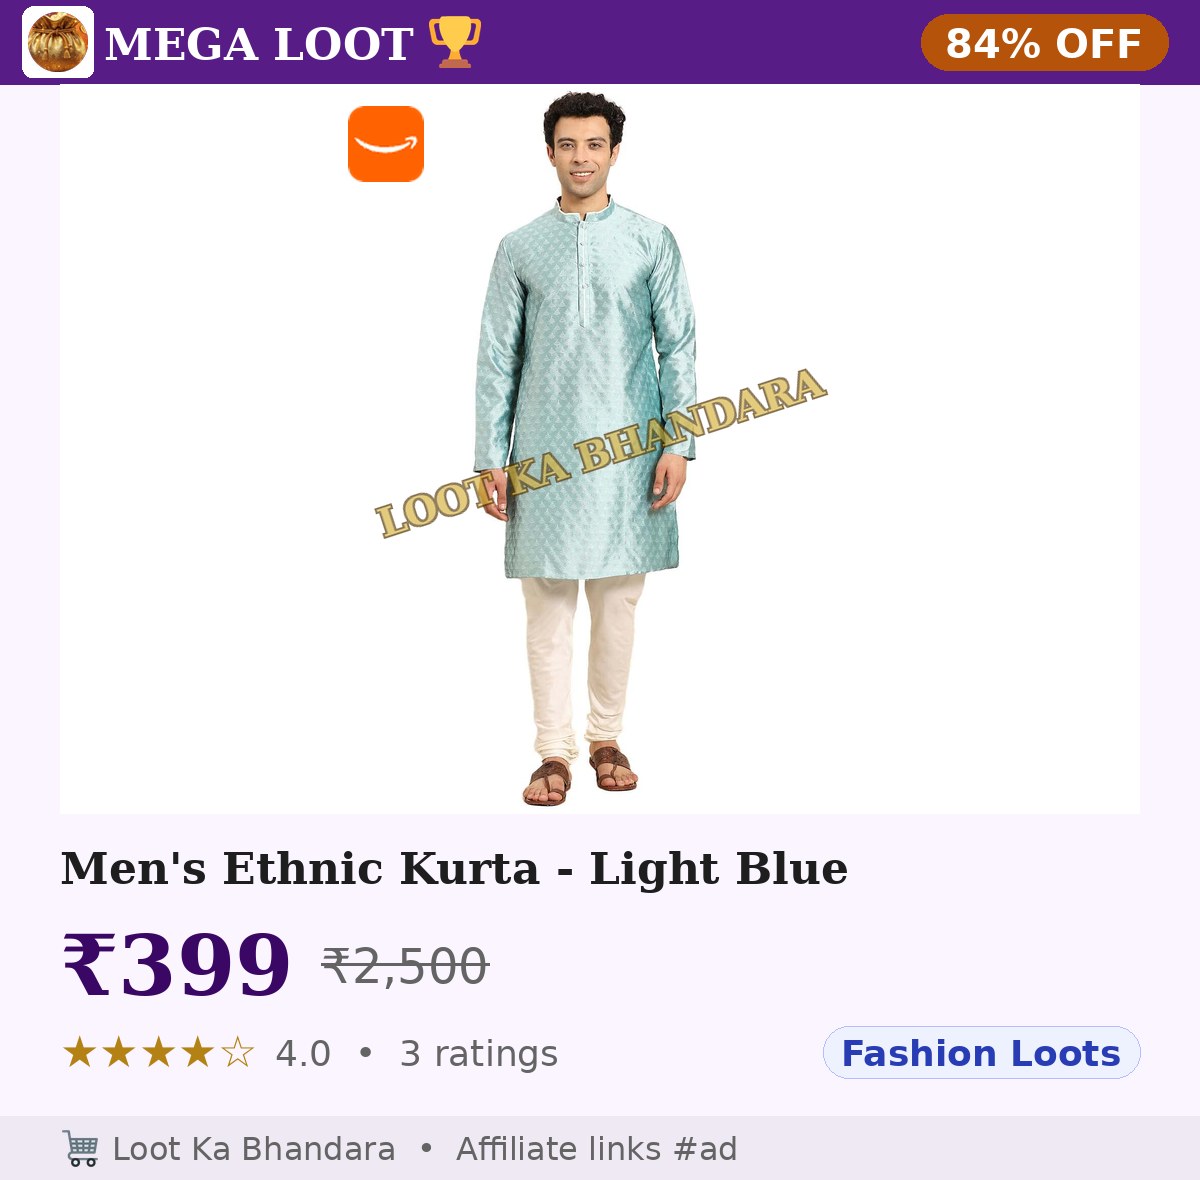 MEGA LOOT 🏆
84% OFF
LOOT KA BHANDARA
Men's Ethnic Kurta - Light Blue
₹399 ₹2,500
★★★★☆ 4.0 • 3 ratings
Fashion Loots
🛒 Loot Ka Bhandara • Affiliate links #ad